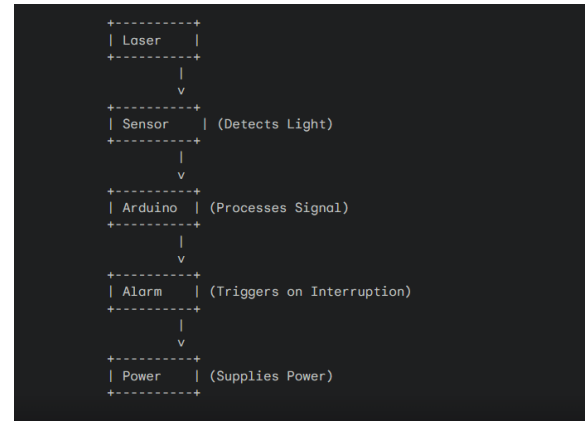 +----------+
| Laser    |
+----------+
|
v
+----------+
| Sensor    | (Detects Light)
+----------+
|
v
+----------+
| Arduino  | (Processes Signal)
+----------+
|
v
+----------+
| Alarm    | (Triggers on Interruption)
+----------+
|
v
+----------+
| Power    | (Supplies Power)
+----------+